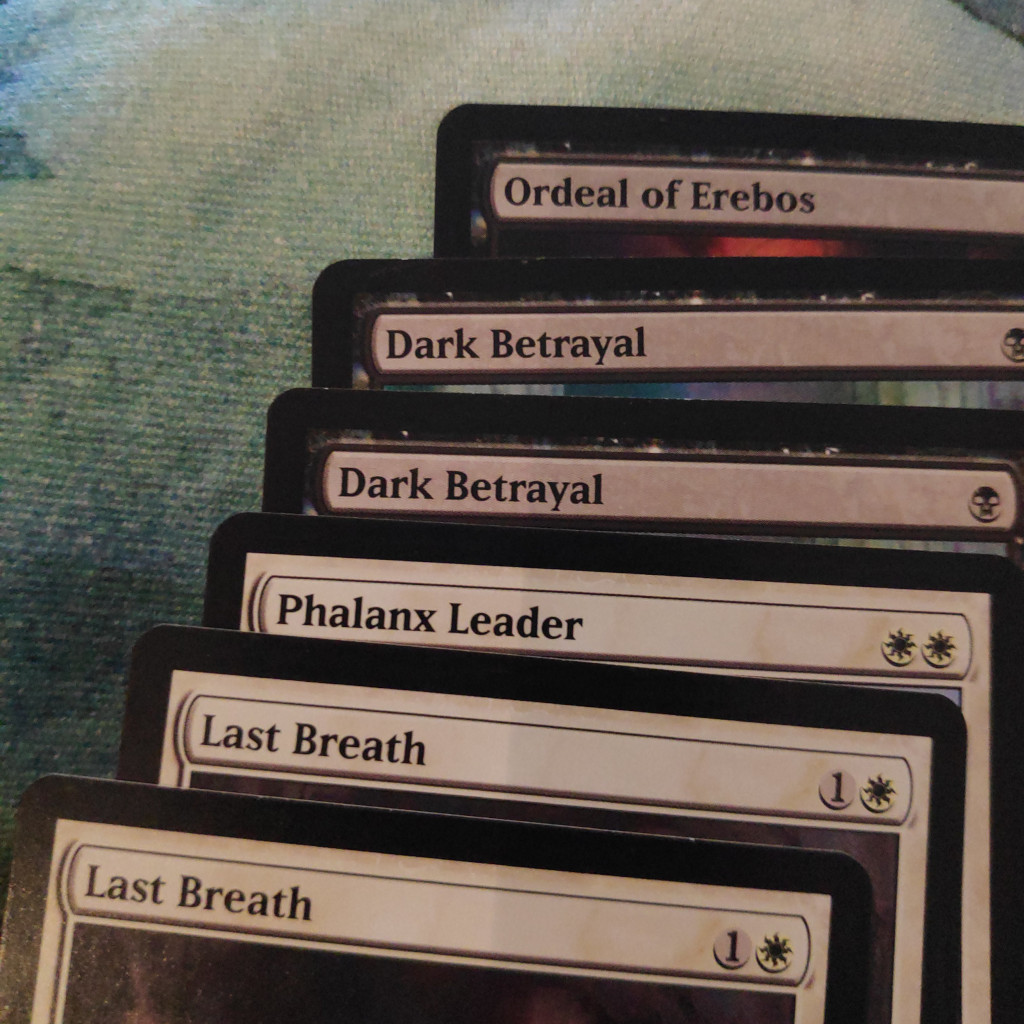 Ordeal of Erebos
Dark Betrayal
Dark Betrayal
Phalanx Leader
Last Breath
1
Last Breath
1